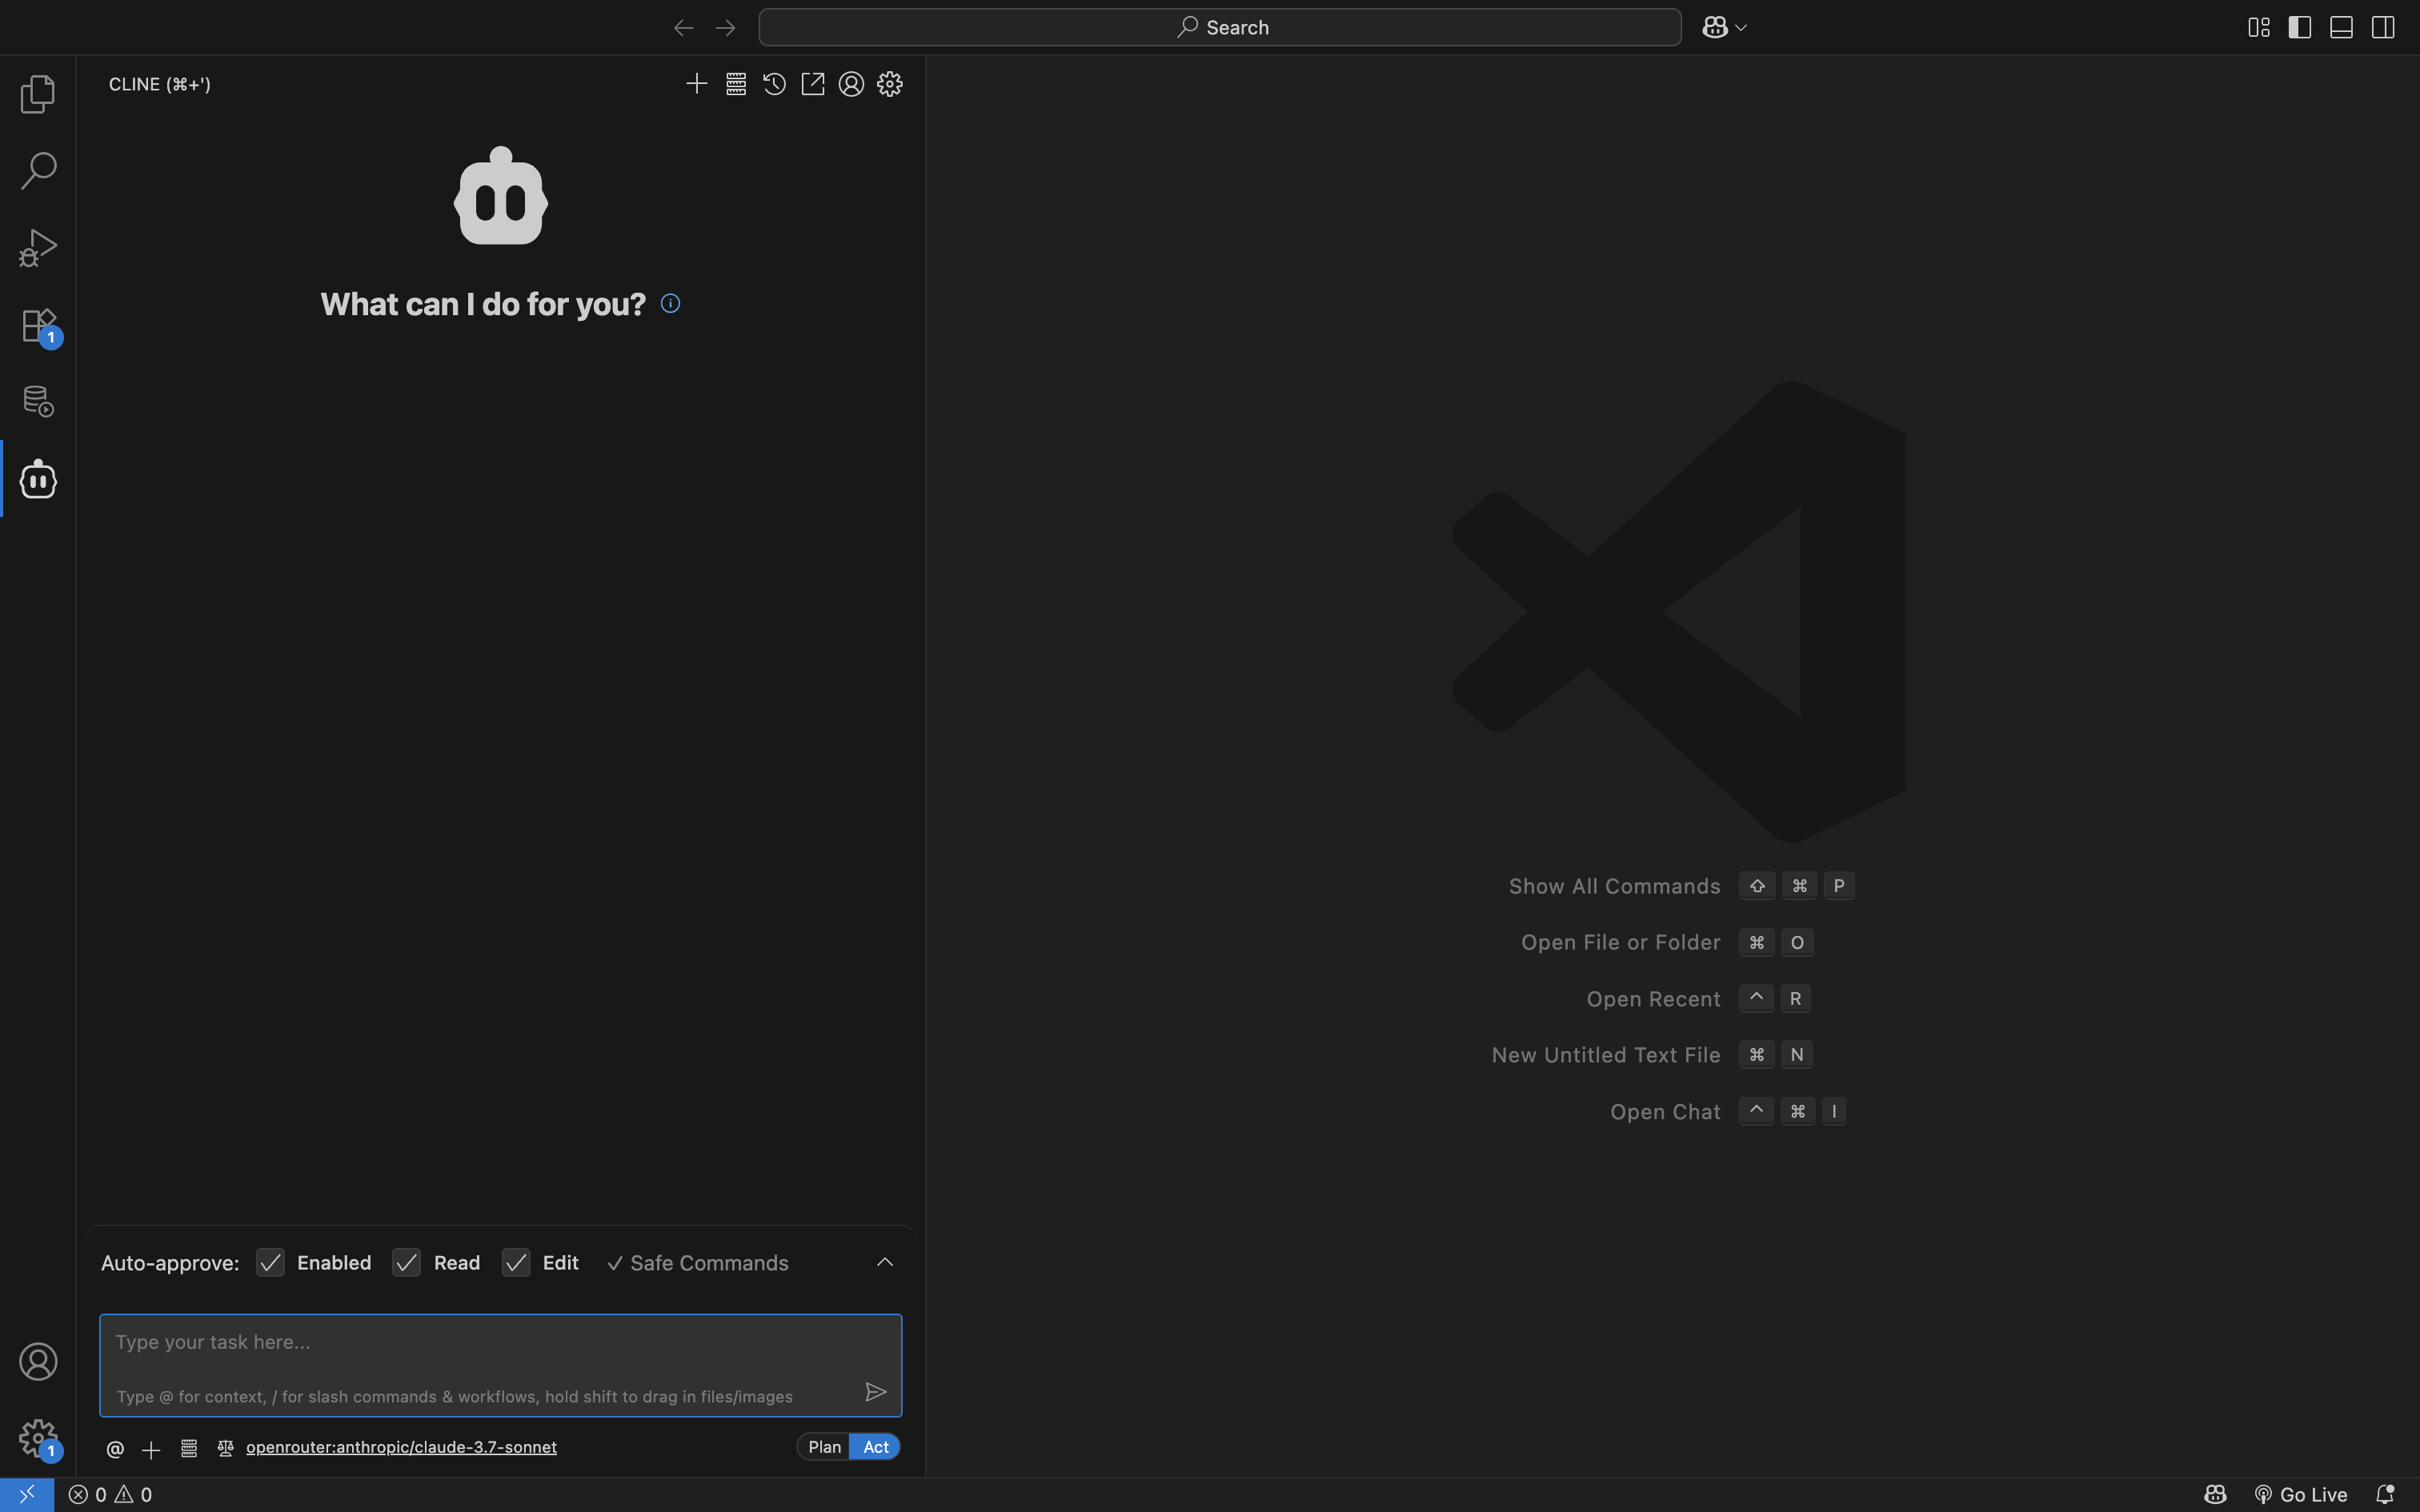 Search
CLINE (⌘+')
What can I do for you?
1
Show All Commands ⇧ ⌘ P
Open File or Folder ⌘ O
Open Recent ^ R
New Untitled Text File ⌘ N
Open Chat ^ ⌘ I
Auto-approve: Enabled Read Edit ✓ Safe Commands
Type your task here...
Type @ for context, / for slash commands & workflows, hold shift to drag in files/images
@ openrouter:anthropic/claude-3.7-sonnet Plan Act
1
0 0 Go Live